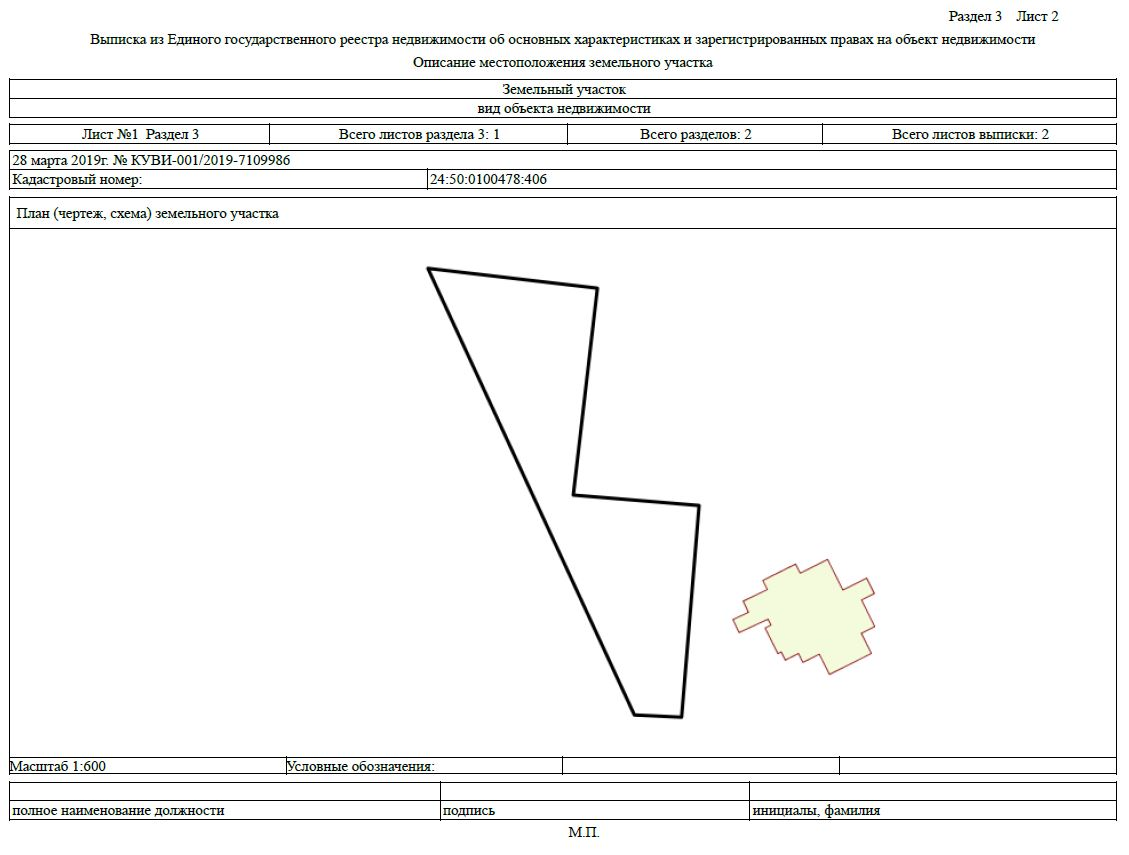 Раздел 3 Лист 2
Выписка из Единого государственного реестра недвижимости об основных характеристиках и зарегистрированных правах на объект недвижимости
Описание местоположения земельного участка
Земельный участок
вид объекта недвижимости
Лист №1 Раздел 3 Всего листов раздела 3: 1 Всего разделов: 2 Всего листов выписки: 2
28 марта 2019г. № КУВИ-001/2019-7109986
Кадастровый номер: 24:50:0100478:406
План (чертеж, схема) земельного участка
Масштаб 1:600 Условные обозначения:
полное наименование должности подпись инициалы, фамилия
М.П.